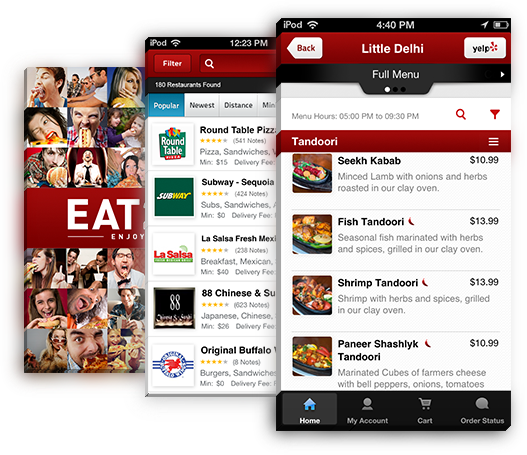 EAT
ENJOY
iPod
12:23 PM
Filter
180 Restaurants Found
Popular Newest Distance
Round Table
PIZZA
Round Table Pizza
(541 Notes)
Pizza, Sandwiches,
Min: $15 Delivery Fee:
SUBWAY
Subway - Sequoia
(424 Notes)
Subs, Sandwiches,
Min: $20 Delivery Fee:
La Salsa
La Salsa Fresh Mexi
(238 Notes)
Breakfast, Mexican,
Min: $40 Delivery Fee:
88
88 Chinese & Su
(623 Notes)
Japanese, Chinese,
Min: $26 Delivery Fee:
Original Buffalo
(8 Notes)
Burgers, Sandwiches
Min: $0 Delivery Fee:
iPod
4:40 PM
Back
Little Delhi
yelp
Full Menu
Menu Hours: 05:00 PM to 09:30 PM
Tandoori
Seekh Kabab $10.99
Minced Lamb with onions and herbs
roasted in our clay oven.
Fish Tandoori $13.99
Seasonal fish marinated with herbs
and spices, grilled in our clay oven.
Shrimp Tandoori $13.99
Shrimp with herbs and spices, grilled
in our clay oven.
Paneer Shashlyk $10.99
Tandoori
Marinated Cubes of farmers cheese
with bell peppers, onions, tomatoes
Home My Account Cart Order Status